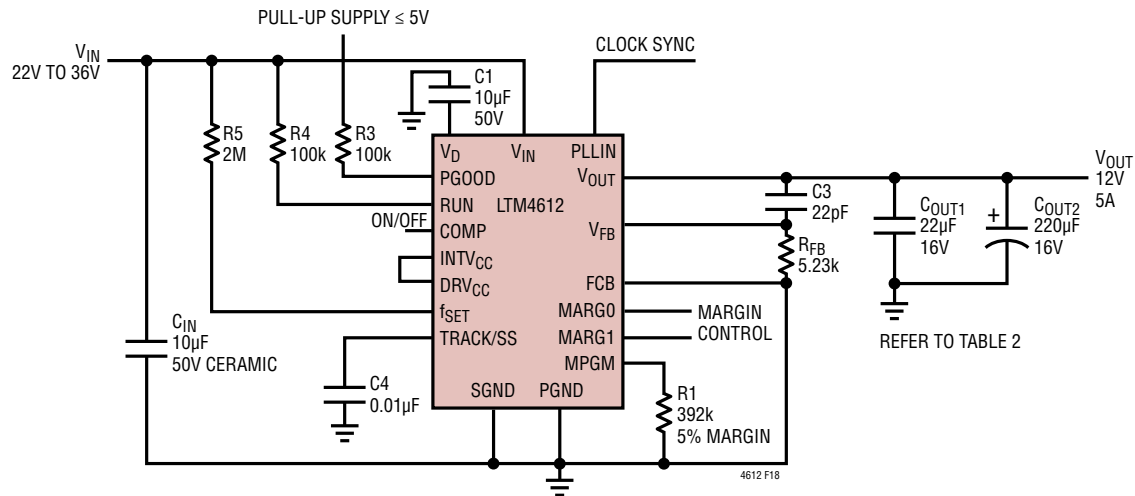 PULL-UP SUPPLY ≤ 5V
VIN
22V TO 36V
CLOCK SYNC
C1
10µF
50V
R5
2M
R4
100k
R3
100k
VD
VIN
PLLIN
PGOOD
VOUT
RUN
LTM4612
ON/OFF
COMP
VFB
INTVCC
DRVCC
FCB
fSET
MARG0
TRACK/SS
MARG1
MPGM
SGND
PGND
C3
22pF
RFB
5.23k
COUT1
22µF
16V
+
COUT2
220µF
16V
VOUT
12V
5A
MARGIN
CONTROL
REFER TO TABLE 2
CIN
10µF
50V CERAMIC
C4
0.01µF
R1
392k
5% MARGIN
4612 F18